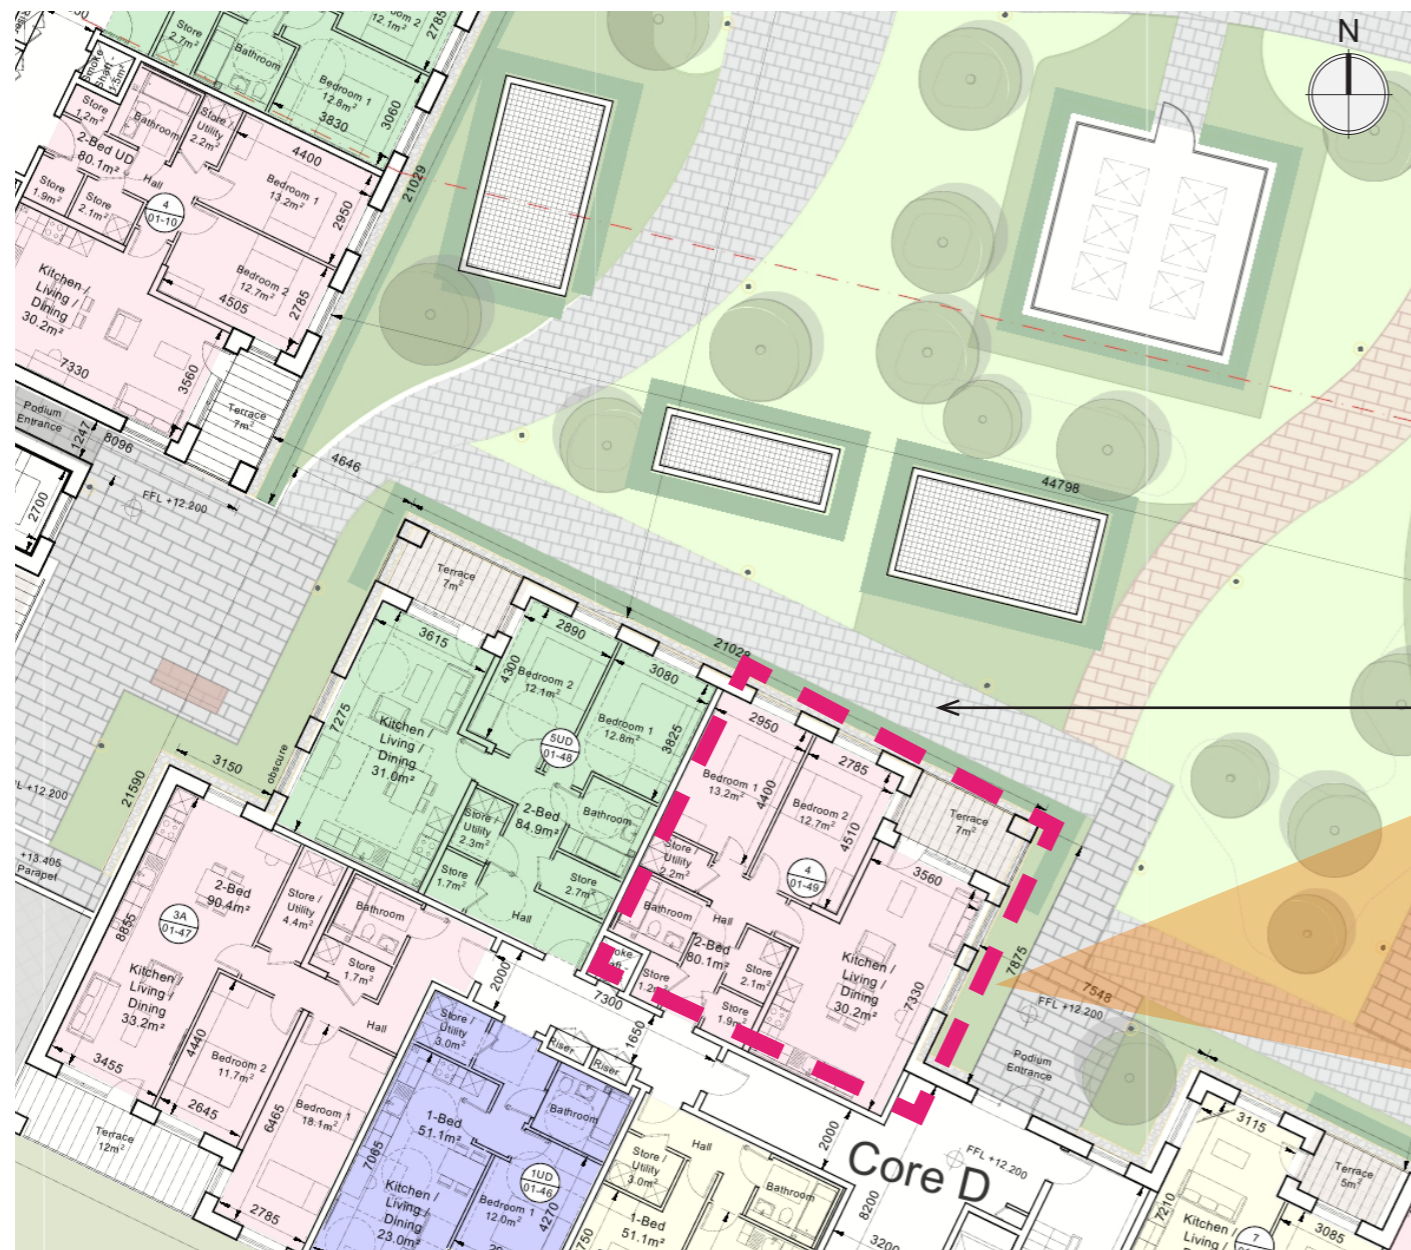 N
Store
2.7m²
Bathroom
12.1m²
2785
Bedroom 1
12.8m²
3830
3060
Smoke
Shaft
1.5m²
Store
2m²
Bathroom
Store /
Utility
2.2m²
2-Bed UD
80.1m²
Hall
4400
Bedroom 1
13.2m²
2950
21029
Store
1.9m²
Store
2.1m²
4
01-10
Bedroom 2
12.7m²
4505
2785
Kitchen /
Living /
Dining
30.2m²
7330
3560
Terrace
7m²
Podium
Entrance
1247
8096
4646
2700
FFL +12.200
44798
Terrace
7m²
3615
2890
4300
Bedroom 2
12.1m²
3080
21028
7275
Kitchen /
Living /
Dining
31.0m²
5UD
01-48
Bedroom 1
12.8m²
3825
2-Bed
84.9m²
Bathroom
Store /
Utility
2.3m²
Store
1.7m²
Store
2.7m²
Hall
obscure
3150
21590
+12.200
+13.405
Parapet
2950
2785
Bedroom 1
13.2m²
4400
Bedroom 2
12.7m²
4510
Terrace
7m²
4
01-49
3560
Store /
Utility
2.2m²
Bathroom
Hall
2-Bed
80.1m²
Store
2.1m²
Store
1.9m²
Kitchen /
Living /
Dining
30.2m²
7330
7875
7548
FFL +12.200
Podium
Entrance
2-Bed
90.4m²
3A
01-47
8855
Store /
Utility
4.4m²
Bathroom
Store
1.7m²
Hall
Kitchen /
Living /
Dining
33.2m²
3455
4440
Bedroom 2
11.7m²
2645
6465
Bedroom 1
18.1m²
2785
Terrace
12m²
2000
7300
1650
Riser
Riser
Store /
Utility
3.0m²
1-Bed
51.1m²
Bathroom
7065
1UD
01-46
Kitchen /
Living /
Dining
23.0m²
Bedroom 1
12.0m²
4270
Hall
Store /
Utility
3.0m²
Bathroom
1-Bed
51.1m²
3750
2000
Core D
FFL +12.200
8200
3200
3115
7210
Terrace
5m²
3085
Kitchen /
Living /
7